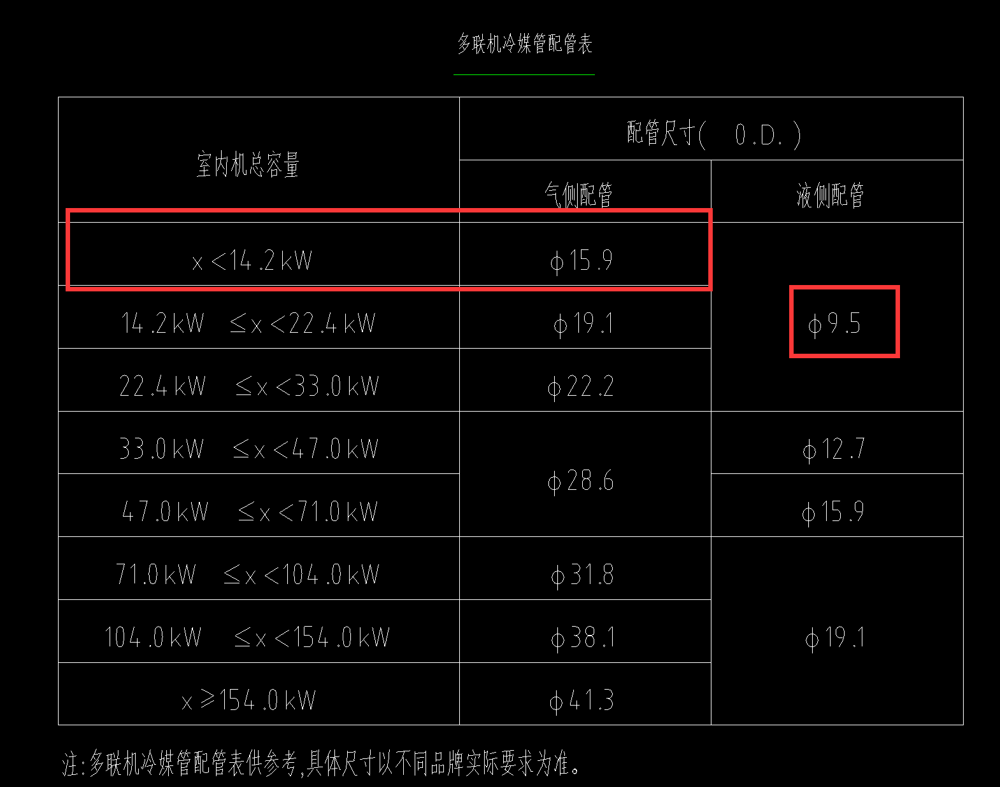 多联机冷媒管配管表
室内机总容量
配管尺寸( O.D.)
气侧配管
液侧配管
x<14.2kW
φ15.9
14.2kW ≤x<22.4kW
φ19.1
φ9.5
22.4kW ≤x<33.0kW
φ22.2
33.0kW ≤x<47.0kW
φ28.6
φ12.7
47.0kW ≤x<71.0kW
φ15.9
71.0kW ≤x<104.0kW
φ31.8
104.0kW ≤x<154.0kW
φ38.1
φ19.1
x≥154.0kW
φ41.3
注:多联机冷媒管配管表供参考,具体尺寸以不同品牌实际要求为准。